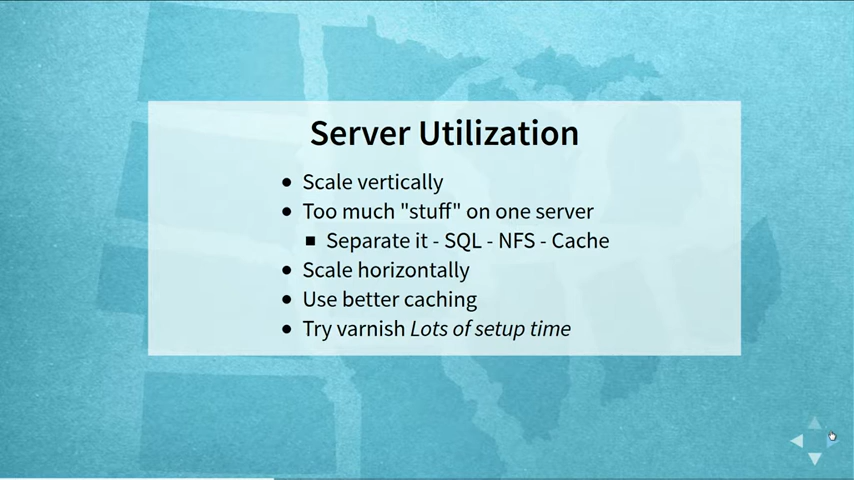 Server Utilization
Scale vertically
Too much "stuff" on one server
Separate it - SQL - NFS - Cache
Scale horizontally
Use better caching
Try varnish Lots of setup time